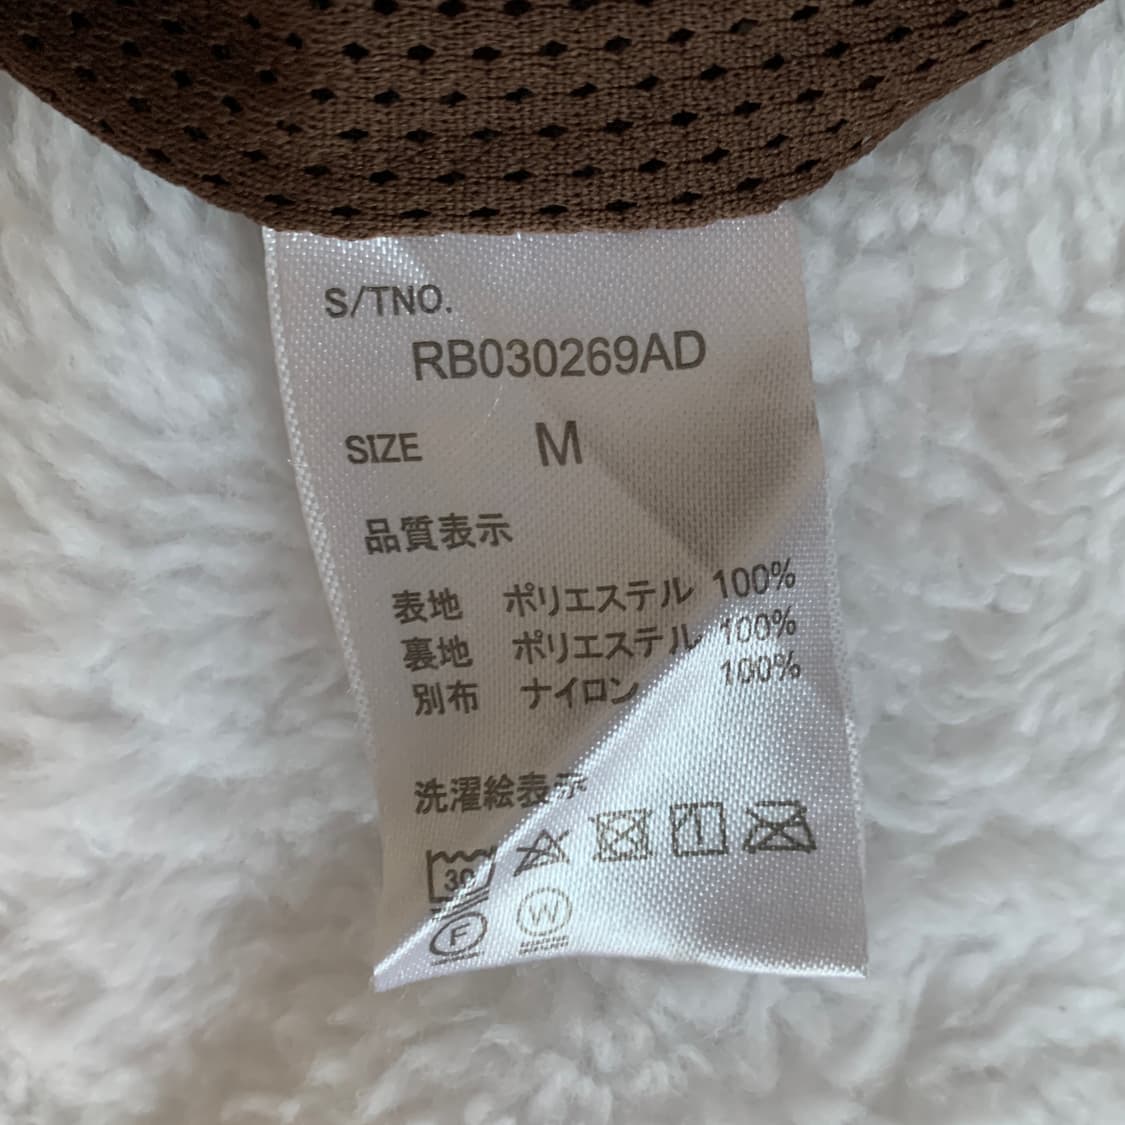 S/TNO.
RB030269AD
SIZE M
品質表示
表地 ポリエステル 100%
裏地 ポリエステル 100%
別布 ナイロン 100%
洗濯絵表示
30
F W